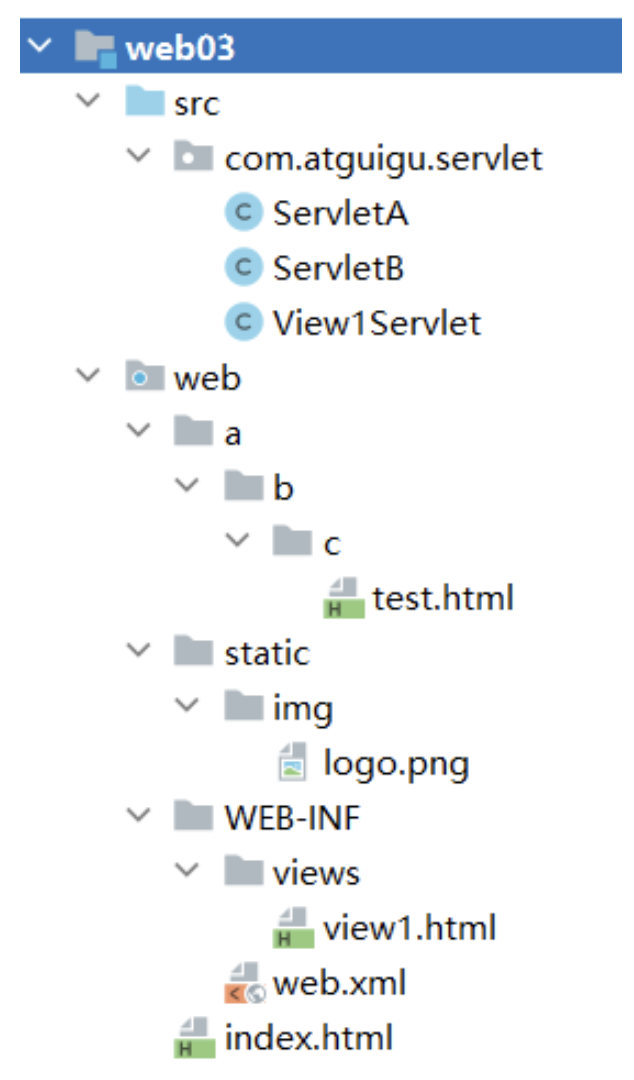 web03
src
com.atguigu.servlet
C ServletA
C ServletB
C View1Servlet
web
a
b
c
H test.html
static
img
logo.png
WEB-INF
views
H view1.html
< web.xml
H index.html